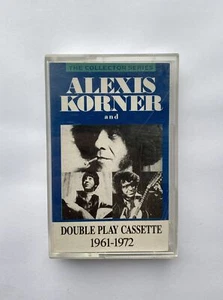 THE COLLECTOR SERIES
ALEXIS
KORNER
and
DOUBLE PLAY CASSETTE
1961-1972